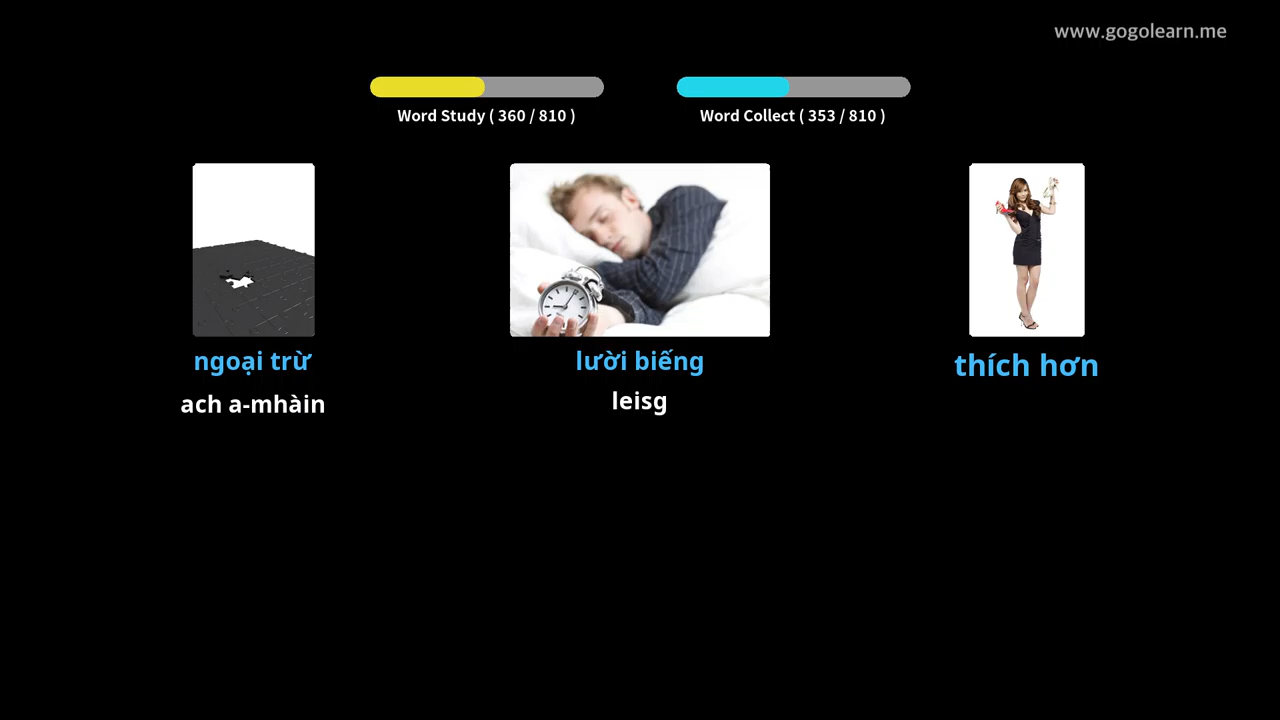 www.gogolearn.me
Word Study ( 360 / 810 )
Word Collect ( 353 / 810 )
ngoại trừ
ach a-mhàin
lười biếng
leisg
thích hơn